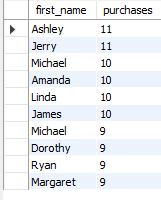 first_name purchases
Ashley 11
Jerry 11
Michael 10
Amanda 10
Linda 10
James 10
Michael 9
Dorothy 9
Ryan 9
Margaret 9